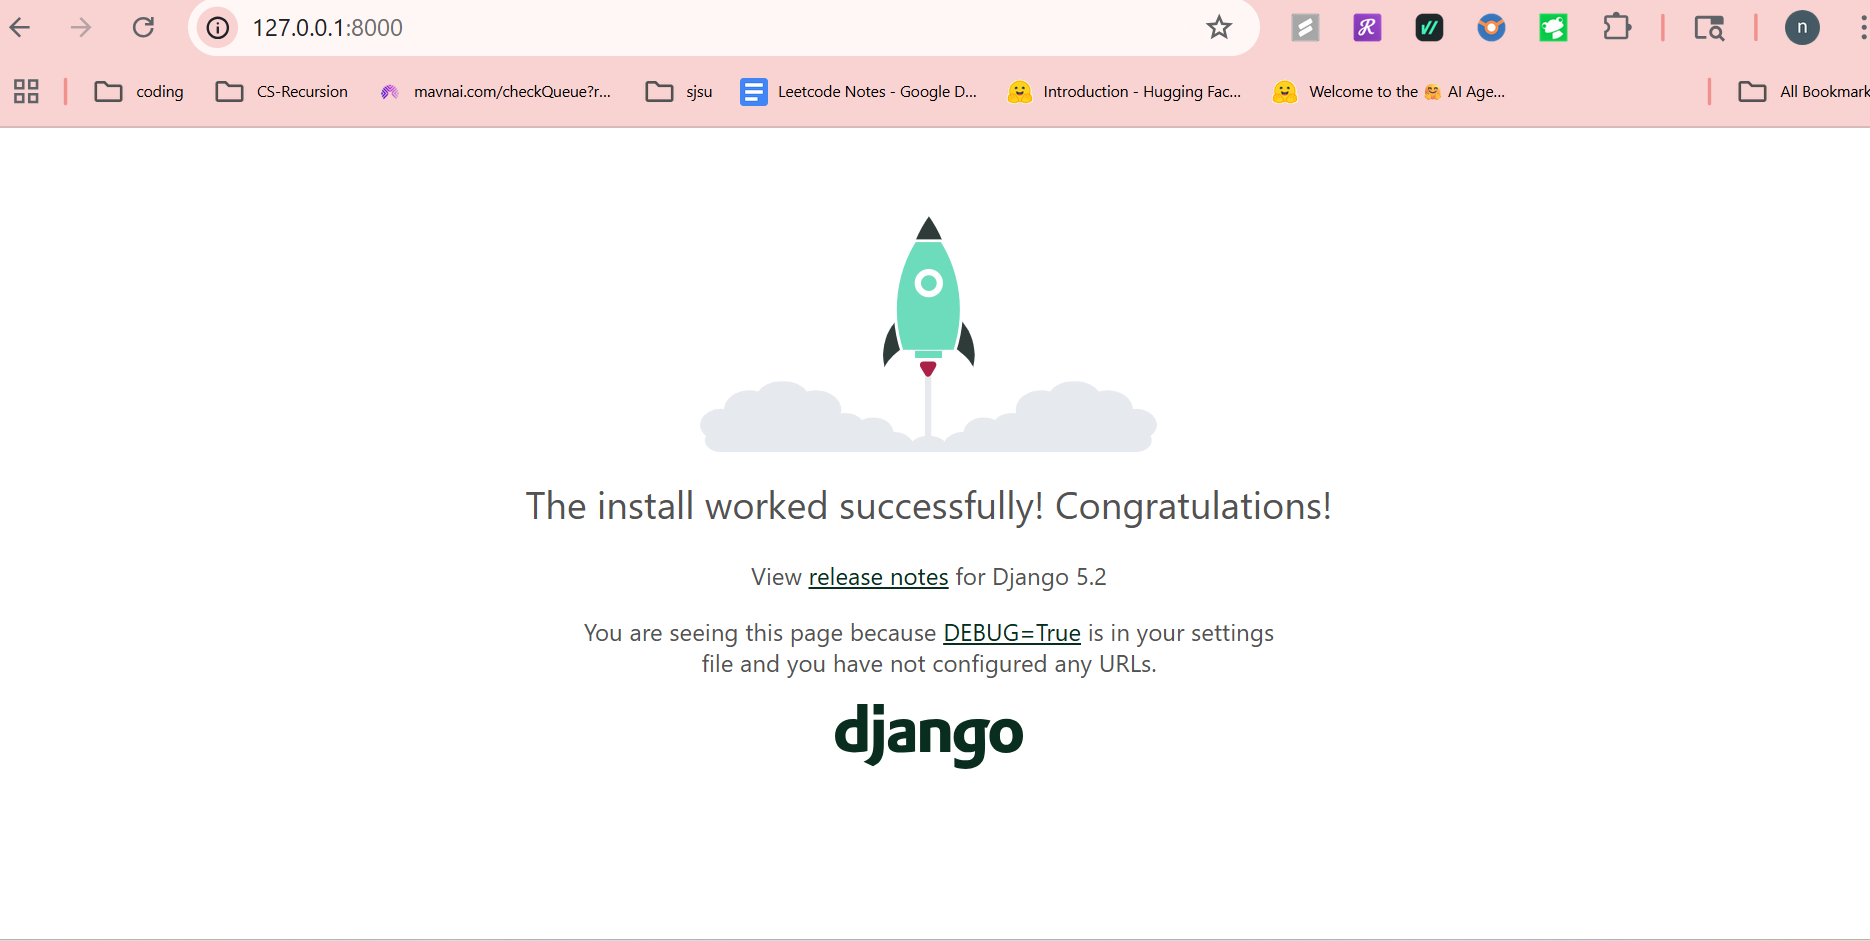 127.0.0.1:8000
n
coding
CS-Recursion
mavnai.com/checkQueue?r...
sjsu
Leetcode Notes - Google D...
Introduction - Hugging Fac...
Welcome to the 🤗 AI Age...
All Bookmark
The install worked successfully! Congratulations!
View release notes for Django 5.2
You are seeing this page because DEBUG=True is in your settings
file and you have not configured any URLs.
django